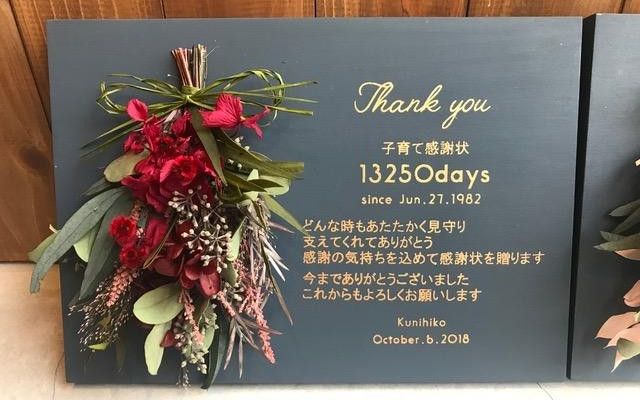 Thank you
子育て感謝状
13250days
since Jun.27.1982
どんな時もあたたかく見守り
支えてくれてありがとう
感謝の気持ちを込めて感謝状を贈ります
今までありがとうございました
これからもよろしくお願いします
Kunihiko
October.6.2018